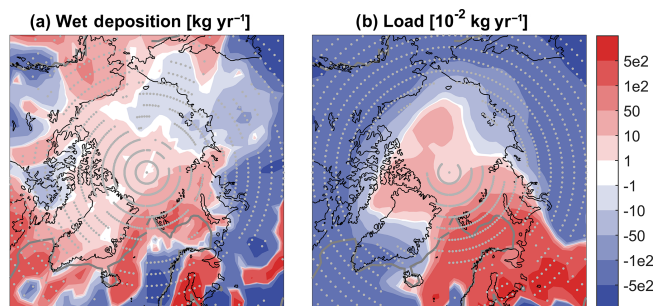 (a) Wet deposition [kg yr⁻¹]
(b) Load [10⁻² kg yr⁻¹]
5e2
1e2
50
10
1
-1
-10
-50
-1e2
-5e2